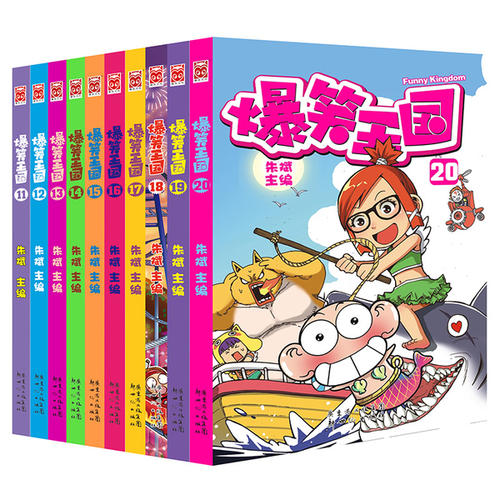 爆笑王国
11
朱斌 主编
爆笑王国
12
朱斌 主编
爆笑王国
13
朱斌 主编
爆笑王国
14
朱斌 主编
爆笑王国
15
朱斌 主编
爆笑王国
16
朱斌 主编
爆笑王国
17
朱斌 主编
爆笑王国
18
朱斌 主编
爆笑王国
19
朱斌 主编
爆笑王国
20
朱斌 主编
Funny Kingdom
爆笑王国
朱斌
主编
20